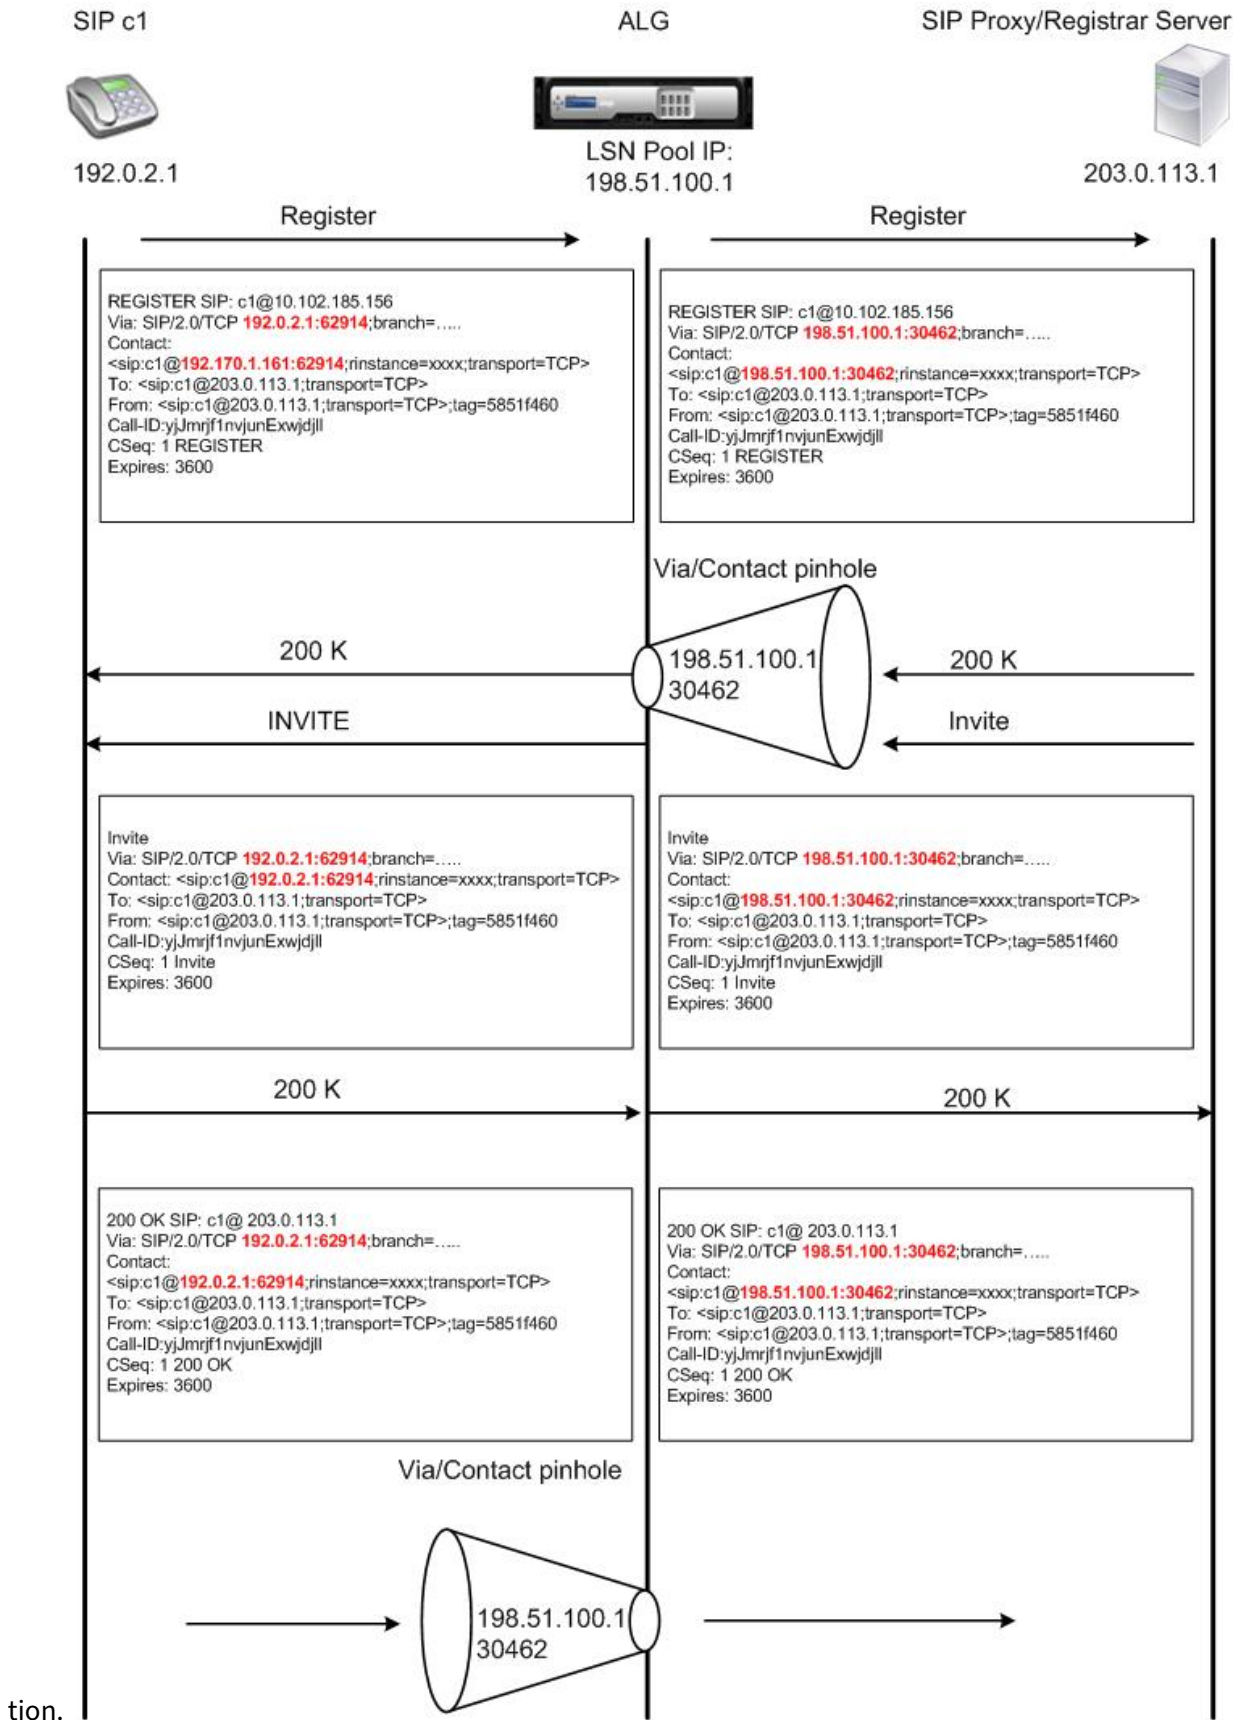 SIP c1
ALG
SIP Proxy/Registrar Server
192.0.2.1
LSN Pool IP:
198.51.100.1
203.0.113.1
Register
Register
REGISTER SIP: c1@10.102.185.156
Via: SIP/2.0/TCP 192.0.2.1:62914;branch=.....
Contact:
<sip:c1@192.170.1.161:62914;rinstance=xxxx;transport=TCP>
To: <sip:c1@203.0.113.1;transport=TCP>
From: <sip:c1@203.0.113.1;transport=TCP>;tag=5851f460
Call-ID:yjJmrjf1nvjunExwjdjll
CSeq: 1 REGISTER
Expires: 3600
REGISTER SIP: c1@10.102.185.156
Via: SIP/2.0/TCP 198.51.100.1:30462;branch=.....
Contact:
<sip:c1@198.51.100.1:30462;rinstance=xxxx;transport=TCP>
To: <sip:c1@203.0.113.1;transport=TCP>
From: <sip:c1@203.0.113.1;transport=TCP>;tag=5851f460
Call-ID:yjJmrjf1nvjunExwjdjll
CSeq: 1 REGISTER
Expires: 3600
Via/Contact pinhole
200 K
198.51.100.1
30462
200 K
INVITE
Invite
Invite
Via: SIP/2.0/TCP 192.0.2.1:62914;branch=.....
Contact: <sip:c1@192.0.2.1:62914;rinstance=xxxx;transport=TCP>
To: <sip:c1@203.0.113.1;transport=TCP>
From: <sip:c1@203.0.113.1;transport=TCP>;tag=5851f460
Call-ID:yjJmrjf1nvjunExwjdjll
CSeq: 1 Invite
Expires: 3600
Invite
Via: SIP/2.0/TCP 198.51.100.1:30462;branch=.....
Contact:
<sip:c1@198.51.100.1:30462;rinstance=xxxx;transport=TCP>
To: <sip:c1@203.0.113.1;transport=TCP>
From: <sip:c1@203.0.113.1;transport=TCP>;tag=5851f460
Call-ID:yjJmrjf1nvjunExwjdjll
CSeq: 1 Invite
Expires: 3600
200 K
200 K
200 OK SIP: c1@ 203.0.113.1
Via: SIP/2.0/TCP 192.0.2.1:62914;branch=.....
Contact:
<sip:c1@192.0.2.1:62914;rinstance=xxxx;transport=TCP>
To: <sip:c1@203.0.113.1;transport=TCP>
From: <sip:c1@203.0.113.1;transport=TCP>;tag=5851f460
Call-ID:yjJmrjf1nvjunExwjdjll
CSeq: 1 200 OK
Expires: 3600
200 OK SIP: c1@ 203.0.113.1
Via: SIP/2.0/TCP 198.51.100.1:30462;branch=.....
Contact:
<sip:c1@198.51.100.1:30462;rinstance=xxxx;transport=TCP>
To: <sip:c1@203.0.113.1;transport=TCP>
From: <sip:c1@203.0.113.1;transport=TCP>;tag=5851f460
Call-ID:yjJmrjf1nvjunExwjdjll
CSeq: 1 200 OK
Expires: 3600
Via/Contact pinhole
198.51.100.1
30462
tion.